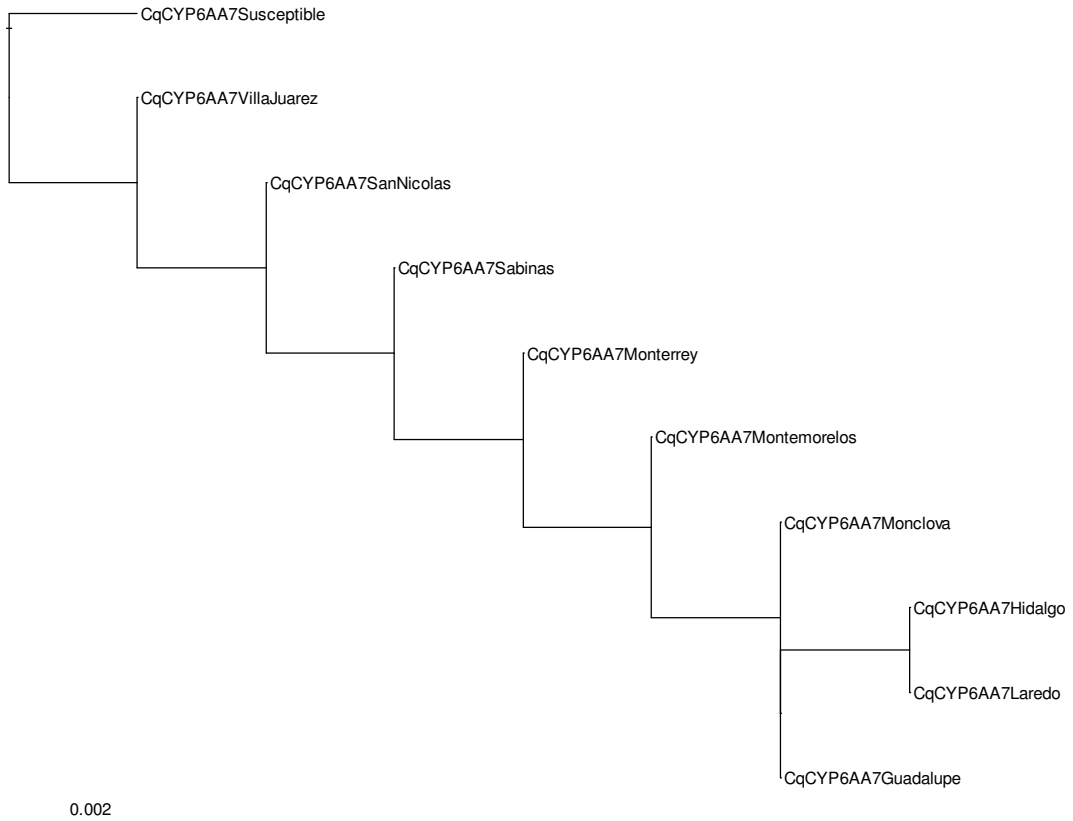 CqCYP6AA7Susceptible
CqCYP6AA7VillaJuarez
CqCYP6AA7SanNicolas
CqCYP6AA7Sabinas
CqCYP6AA7Monterrey
CqCYP6AA7Montemorelos
CqCYP6AA7Monclova
CqCYP6AA7Hidalgo
CqCYP6AA7Laredo
CqCYP6AA7Guadalupe
0.002